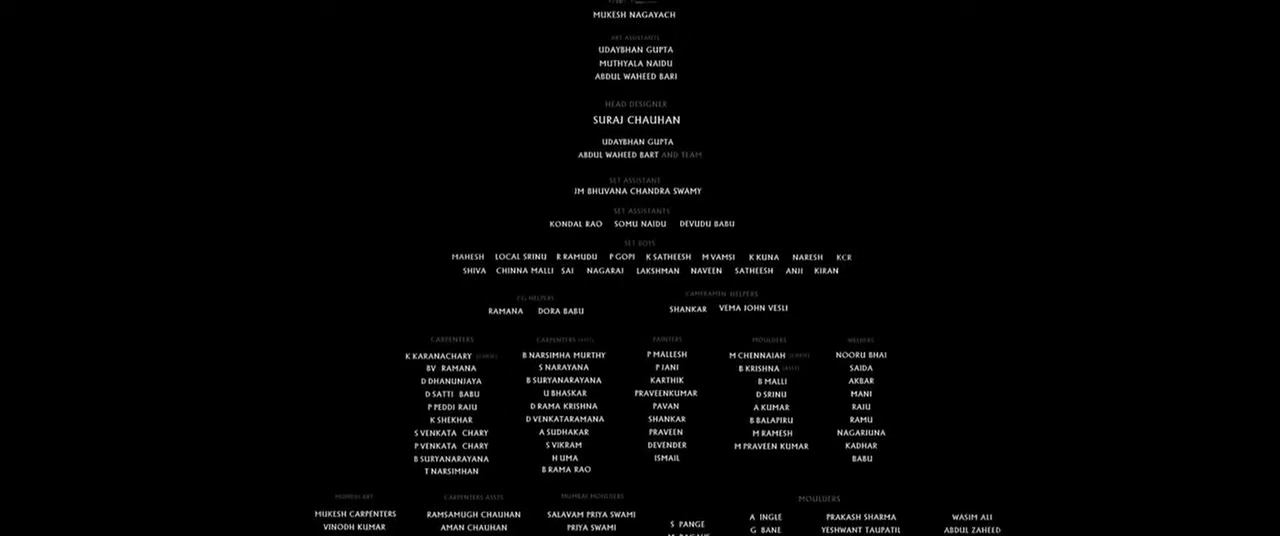 MUKESH NAGAYACH
ART ASSISTANTS
UDAYBHAN GUPTA
MUTHYALA NAIDU
ABDUL WAHEED BARI
HEAD DESIGNER
SURAJ CHAUHAN
UDAYBHAN GUPTA
ABDUL WAHEED BART AND TEAM
SET ASSISTANT
JM BHUVANA CHANDRA SWAMY
SET ASSISTANTS
KONDAL RAO SOMU NAIDU DEVUDU BABU
SET BOYS
MAHESH LOCAL SRINU R RAMUDU P GOPI K SATHEESH M VAMSI K KUNA NARESH KCR
SHIVA CHINNA MALLI SAI NAGARAJ LAKSHMAN NAVEEN SATHEESH ANJI KIRAN
CG HELPERS
RAMANA DORA BABU
CAMERAMEN HELPERS
SHANKAR VEMA JOHN VESLI
CARPENTERS
K KARANACHARY (CHIEF)
BV RAMANA
D DHANUNJAYA
D SATTI BABU
P PEDDI RAJU
K SHEKHAR
S VENKATA CHARY
P VENKATA CHARY
B SURYANARAYANA
T NARSIMHAN
CARPENTERS (ASST)
B NARSIMHA MURTHY
S NARAYANA
B SURYANARAYANA
U BHASKAR
D RAMA KRISHNA
D VENKATARAMANA
A SUDHAKAR
S VIKRAM
H UMA
B RAMA RAO
PAINTERS
P MALLESH
P JANI
KARTHIK
PRAVEENKUMAR
PAVAN
SHANKAR
PRAVEEN
DEVENDER
ISMAIL
MOULDERS
M CHENNAIAH (CHIEF)
B KRISHNA (ASST)
B MALLI
D SRINU
A KUMAR
B BALAPIRU
M RAMESH
M PRAVEEN KUMAR
WELDERS
NOORU BHAI
SAIDA
AKBAR
MANI
RAJU
RAMU
NAGARJUNA
KADHAR
BABU
MUMBAI ART
MUKESH CARPENTERS
VINODH KUMAR
CARPENTERS ASSTS
RAMSAMUGH CHAUHAN
AMAN CHAUHAN
MUMBAI MOULDERS
SALAVAM PRIYA SWAMI
PRIYA SWAMI
MOULDERS
S PANGE
A INGLE
G BANE
PRAKASH SHARMA
YESHWANT TAUPATIL
WASIM ALI
ABDUL ZAHEED